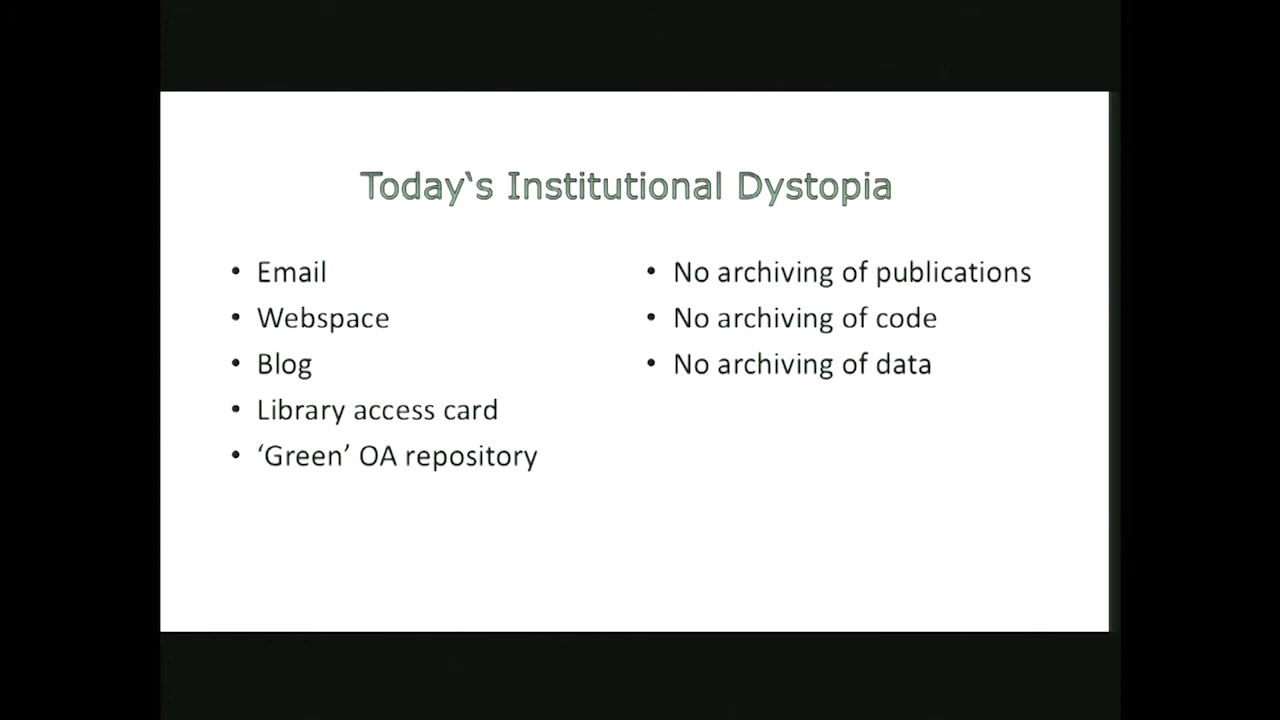 Today‘s Institutional Dystopia
• Email
• Webspace
• Blog
• Library access card
• ‘Green’ OA repository
• No archiving of publications
• No archiving of code
• No archiving of data